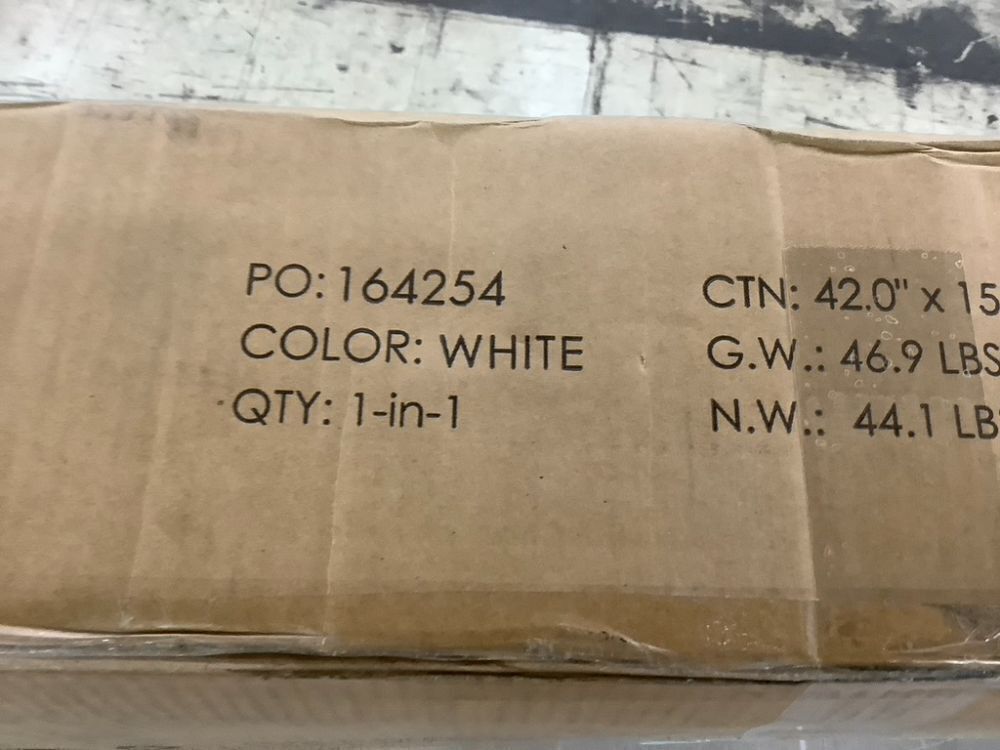 PO: 164254
COLOR: WHITE
QTY: 1-in-1
CTN: 42.0" x 15
G.W.: 46.9 LBS
N.W.: 44.1 LB